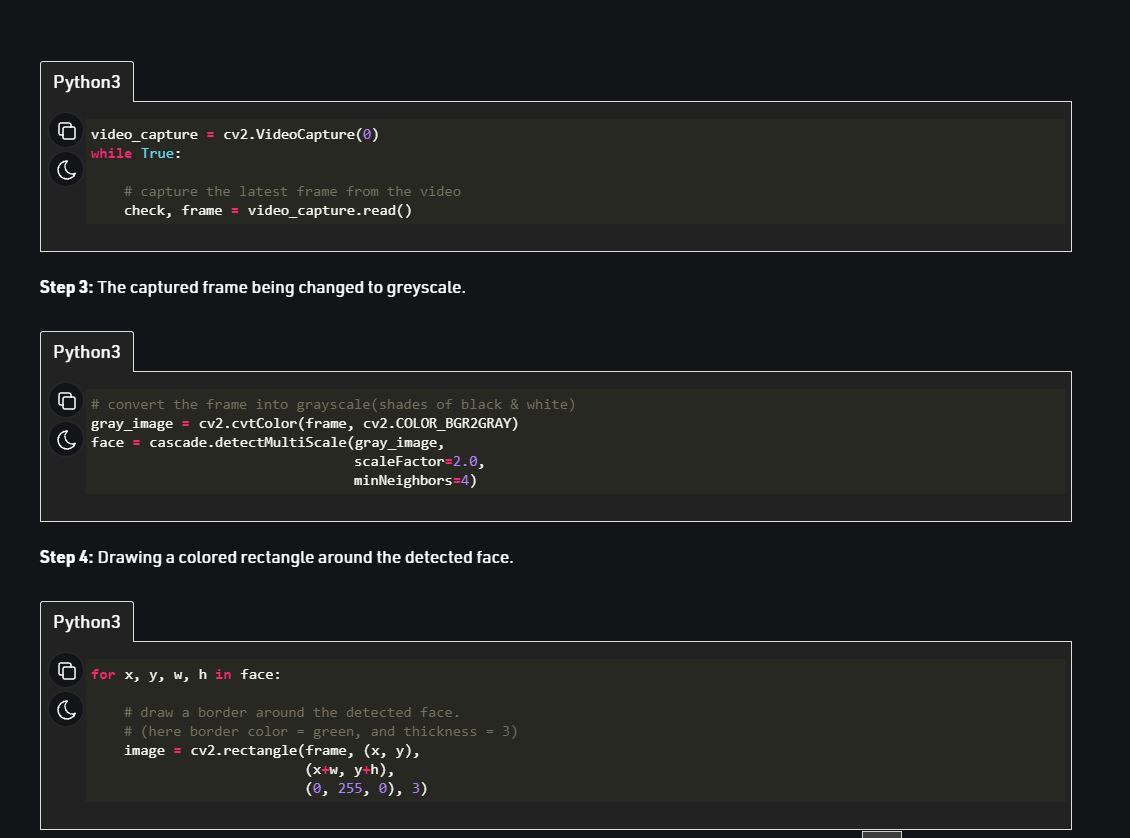 Python3
video_capture = cv2.VideoCapture(0)
while True:
# capture the latest frame from the video
check, frame = video_capture.read()
Step 3: The captured frame being changed to greyscale.
Python3
# convert the frame into grayscale(shades of black & white)
gray_image = cv2.cvtColor(frame, cv2.COLOR_BGR2GRAY)
face = cascade.detectMultiScale(gray_image,
scaleFactor=2.0,
minNeighbors=4)
Step 4: Drawing a colored rectangle around the detected face.
Python3
for x, y, w, h in face:
# draw a border around the detected face.
# (here border color = green, and thickness = 3)
image = cv2.rectangle(frame, (x, y),
(x+w, y+h),
(0, 255, 0), 3)